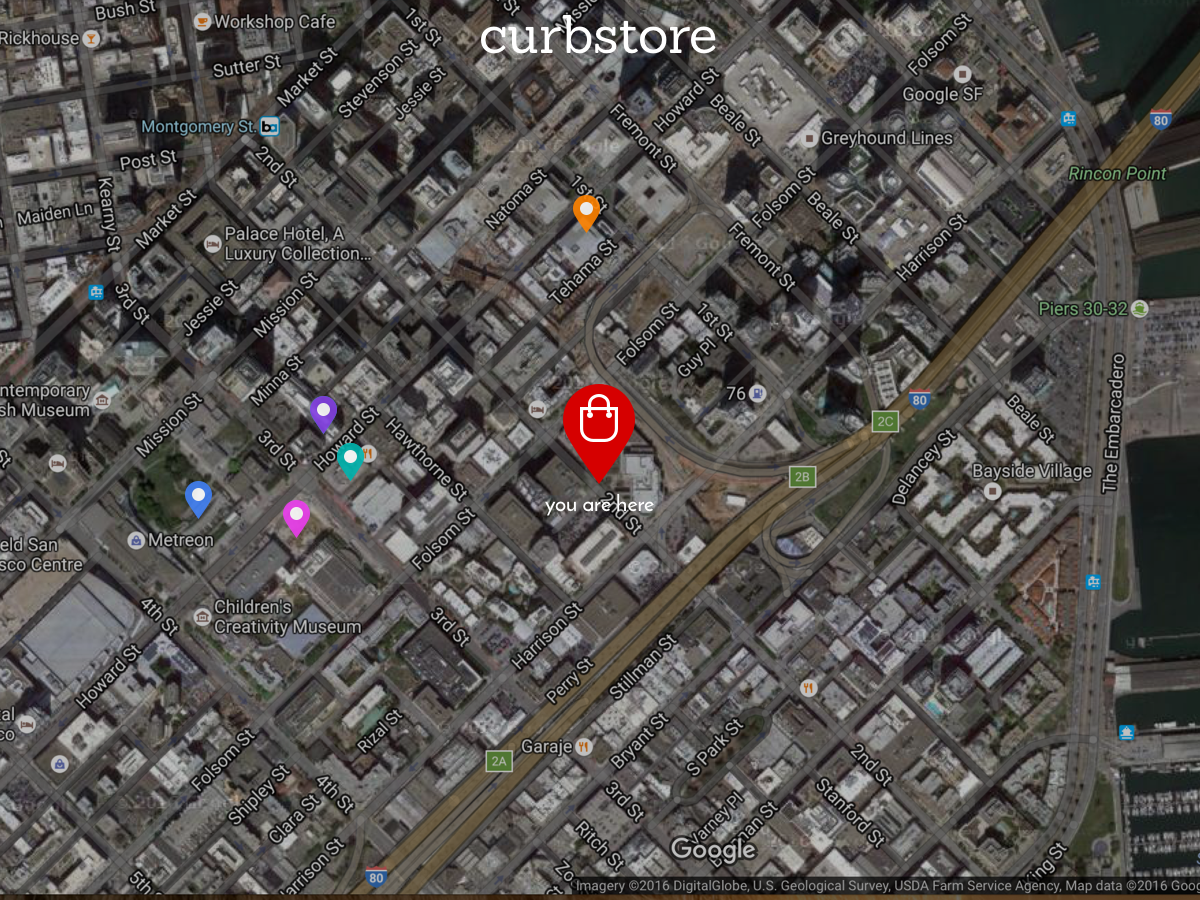 Bush St
Workshop Cafe
Rickhouse
1st St
curbstore
Folsom St
Sutter St
Market St
Stevenson St
Jessie St
Howard St
Beale St
Google SF
Montgomery St.
Fremont St
Greyhound Lines
80
Post St
2nd St
Rincon Point
Kearny St
Maiden Ln
Market St
Natoma St
1st St
Folsom St
Beale St
Palace Hotel, A
Luxury Collection...
Harrison St
Fremont St
Tehama St
3rd St
Jessie St
Mission St
Piers 30-32
Folsom St
1st St
Guy Pl
Minna St
ntemporary
sh Museum
76
80
The Embarcadero
Mission St
Howard St
Hawthorne St
2C
Beale St
3rd St
2B
Delancey St
Bayside Village
you are here
2nd St
Metreon
Folsom St
eld San
sco Centre
4th St
Children's
Creativity Museum
3rd St
Harrison St
Howard St
Perry St
Stillman St
Rizal St
Garaje
Bryant St
S Park St
2nd St
2A
Folsom St
Shipley St
4th St
Clara St
3rd St
Varney Pl
Stanford St
Ritch St
Google
80
5th
arrison St
King St
Imagery ©2016 DigitalGlobe, U.S. Geological Survey, USDA Farm Service Agency, Map data ©2016 Goog